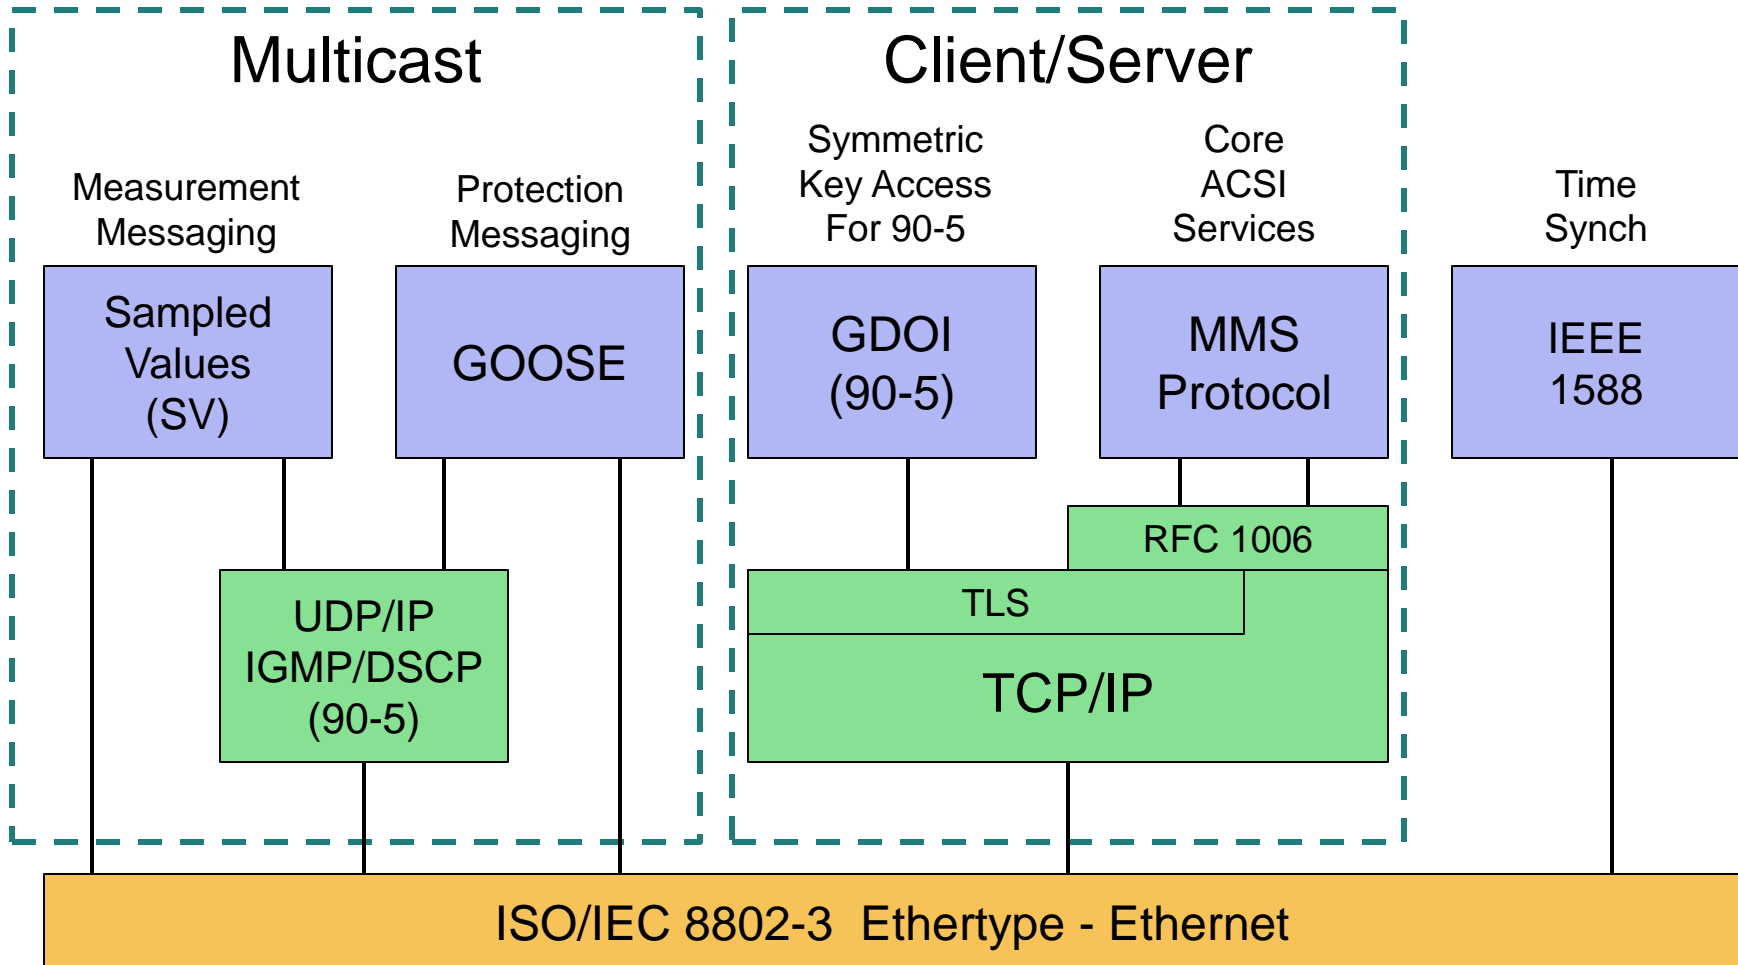 Multicast
Client/Server
Measurement
Messaging
Protection
Messaging
Symmetric
Key Access
For 90-5
Core
ACSI
Services
Time
Synch
Sampled
Values
(SV)
GOOSE
GDOI
(90-5)
MMS
Protocol
IEEE
1588
RFC 1006
TLS
UDP/IP
IGMP/DSCP
(90-5)
TCP/IP
ISO/IEC 8802-3 Ethertype - Ethernet